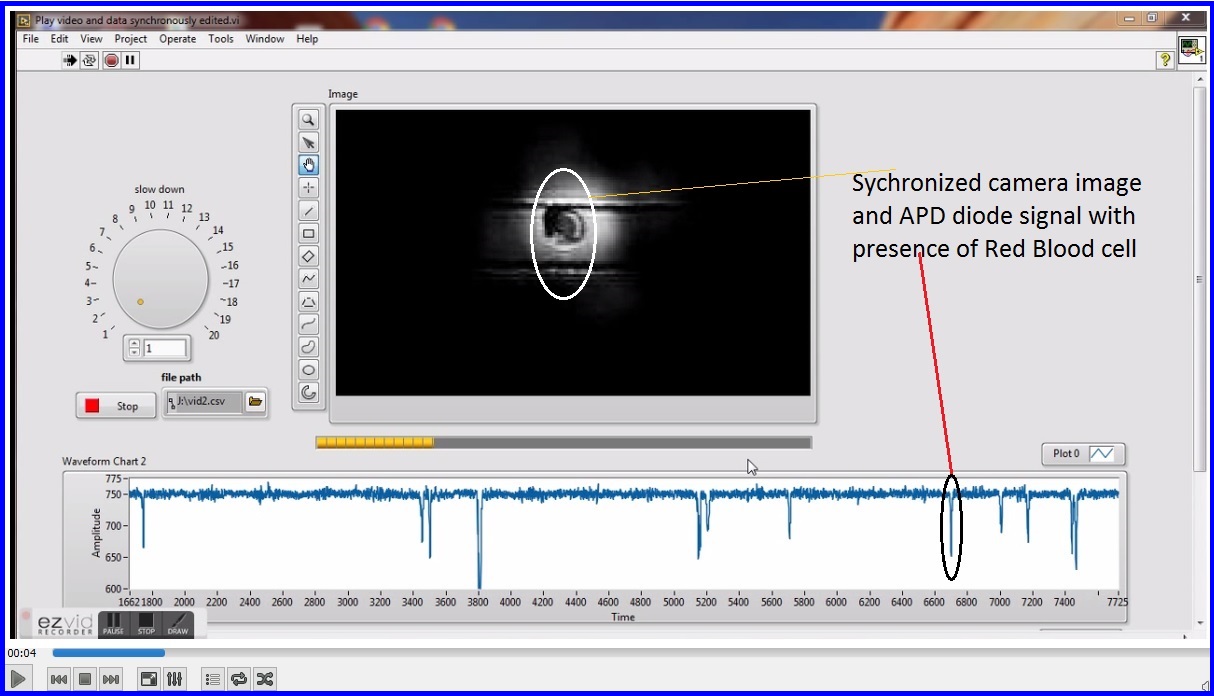 Play video and data synchronously edited.vi
File Edit View Project Operate Tools Window Help
Image
slow down
1 2 3 4 5 6 7 8 9 10 11 12 13 14 15 16 17 18 19 20
1
file path
J:\vid2.csv
Stop
Sychronized camera image
and APD diode signal with
presence of Red Blood cell
Plot 0
Waveform Chart 2
Amplitude
775
750
700
650
600
1662 1800 2000 2200 2400 2600 2800 3000 3200 3400 3600 3800 4000 4200 4400 4600 4800 5000 5200 5400 5600 5800 6000 6200 6400 6600 6800 7000 7200 7400 7725
Time
ezvid
RECORDER
PAUSE STOP DRAW
00:04